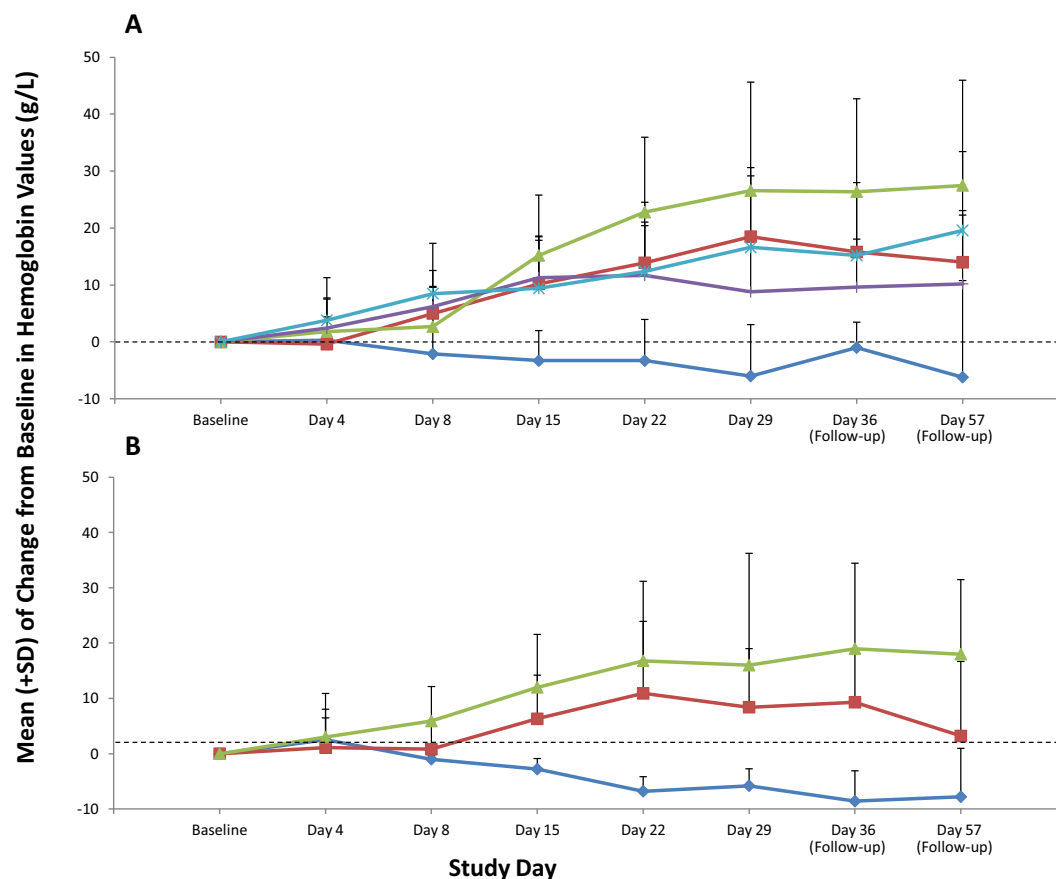 A
Mean (+SD) of Change from Baseline in Hemoglobin Values (g/L)
50
40
30
20
10
0
-10
Baseline Day 4 Day 8 Day 15 Day 22 Day 29 Day 36 Day 57
(Follow-up) (Follow-up)
B
50
40
30
20
10
0
-10
Baseline Day 4 Day 8 Day 15 Day 22 Day 29 Day 36 Day 57
(Follow-up) (Follow-up)
Study Day